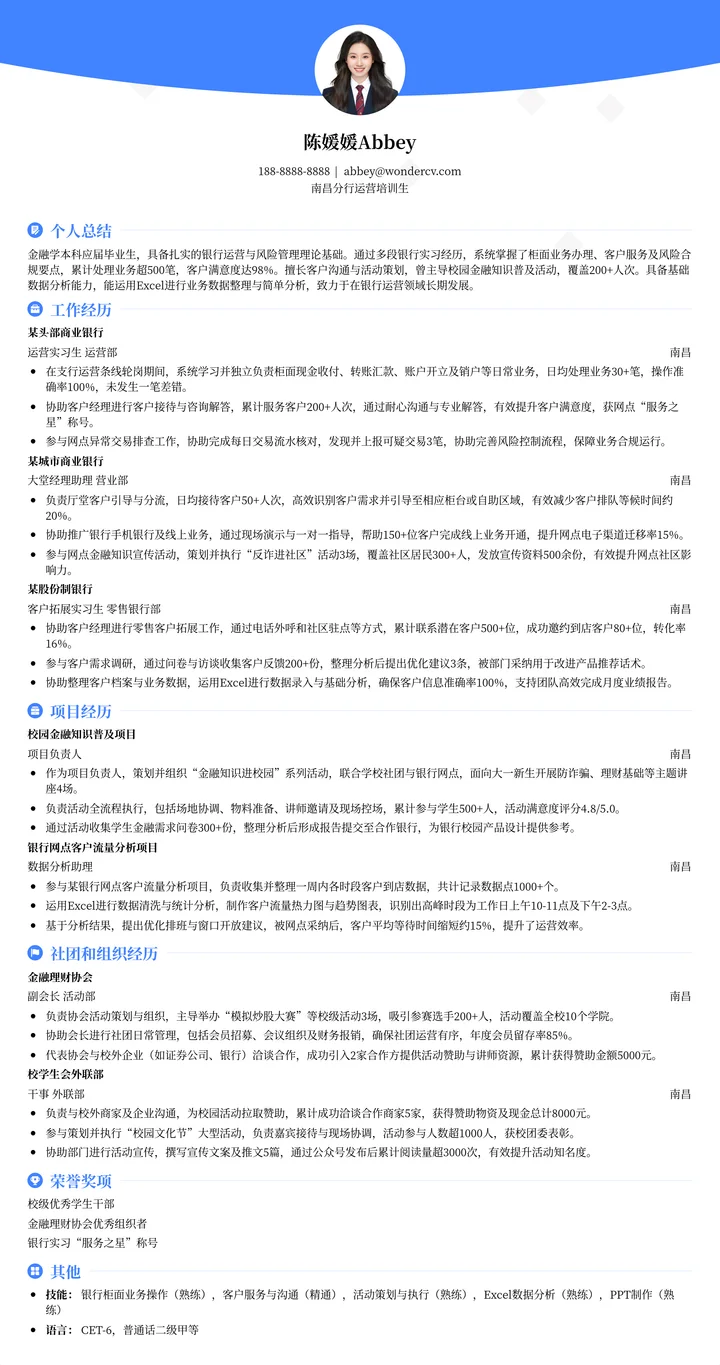 陈媛媛Abbey
188-8888-8888 | abbey@wondercv.com
南昌分行运营培训生
个人总结
金融学本科应届毕业生，具备扎实的银行运营与风险管理理论基础。通过多段银行实习经历，系统掌握了柜面业务办理、客户服务及风险合
规要点，累计处理业务超500笔，客户满意度达98%。擅长客户沟通与活动策划，曾主导校园金融知识普及活动，覆盖200+人次。具备基础
数据分析能力，能运用Excel进行业务数据整理与简单分析，致力于在银行运营领域长期发展。
工作经历
某头部商业银行
运营实习生 运营部 南昌
• 在支行运营条线轮岗期间，系统学习并独立负责柜面现金收付、转账汇款、账户开立及销户等日常业务，日均处理业务30+笔，操作准
确率100%，未发生一笔差错。
• 协助客户经理进行客户接待与咨询解答，累计服务客户200+人次，通过耐心沟通与专业解答，有效提升客户满意度，获网点“服务之
星”称号。
• 参与网点异常交易排查工作，协助完成每日交易流水核对，发现并上报可疑交易3笔，协助完善风险控制流程，保障业务合规运行。
某城市商业银行
大堂经理助理 营业部 南昌
• 负责厅堂客户引导与分流，日均接待客户50+人次，高效识别客户需求并引导至相应柜台或自助区域，有效减少客户排队等候时间约
20%。
• 协助推广银行手机银行及线上业务，通过现场演示与一对一指导，帮助150+位客户完成线上业务开通，提升网点电子渠道迁移率15%。
• 参与网点金融知识宣传活动，策划并执行“反诈进社区”活动3场，覆盖社区居民300+人，发放宣传资料500余份，有效提升网点社区影
响力。
某股份制银行
客户拓展实习生 零售银行部 南昌
• 协助客户经理进行零售客户拓展工作，通过电话外呼和社区驻点等方式，累计联系潜在客户500+位，成功邀约到店客户80+位，转化率
16%。
• 参与客户需求调研，通过问卷与访谈收集客户反馈200+份，整理分析后提出优化建议3条，被部门采纳用于改进产品推荐话术。
• 协助整理客户档案与业务数据，运用Excel进行数据录入与基础分析，确保客户信息准确率100%，支持团队高效完成月度业绩报告。
项目经历
校园金融知识普及项目
项目负责人 南昌
• 作为项目负责人，策划并组织“金融知识进校园”系列活动，联合学校社团与银行网点，面向大一新生开展防诈骗、理财基础等主题讲
座4场。
• 负责活动全流程执行，包括场地协调、物料准备、讲师邀请及现场控场，累计参与学生500+人，活动满意度评分4.8/5.0。
• 通过活动收集学生金融需求问卷300+份，整理分析后形成报告提交至合作银行，为银行校园产品设计提供参考。
银行网点客户流量分析项目
数据分析助理 南昌
• 参与某银行网点客户流量分析项目，负责收集并整理一周内各时段客户到店数据，共计记录数据点1000+个。
• 运用Excel进行数据清洗与统计分析，制作客户流量热力图与趋势图表，识别出高峰时段为工作日上午10-11点及下午2-3点。
• 基于分析结果，提出优化排班与窗口开放建议，被网点采纳后，客户平均等待时间缩短约15%，提升了运营效率。
社团和组织经历
金融理财协会
副会长 活动部 南昌
• 负责协会活动策划与组织，主导举办“模拟炒股大赛”等校级活动3场，吸引参赛选手200+人，活动覆盖全校10个学院。
• 协助会长进行社团日常管理，包括会员招募、会议组织及财务报销，确保社团运营有序，年度会员留存率85%。
• 代表协会与校外企业（如证券公司、银行）洽谈合作，成功引入2家合作方提供活动赞助与讲师资源，累计获得赞助金额5000元。
校学生会外联部
干事 外联部 南昌
• 负责与校外商家及企业沟通，为校园活动拉取赞助，累计成功洽谈合作商家5家，获得赞助物资及现金总计8000元。
• 参与策划并执行“校园文化节”大型活动，负责嘉宾接待与现场协调，活动参与人数超1000人，获校团委表彰。
• 协助部门进行活动宣传，撰写宣传文案及推文5篇，通过公众号发布后累计阅读量超3000次，有效提升活动知名度。
荣誉奖项
校级优秀学生干部
金融理财协会优秀组织者
银行实习“服务之星”称号
其他
• 技能： 银行柜面业务操作（熟练），客户服务与沟通（精通），活动策划与执行（熟练），Excel数据分析（熟练），PPT制作（熟
练）
• 语言： CET-6，普通话二级甲等